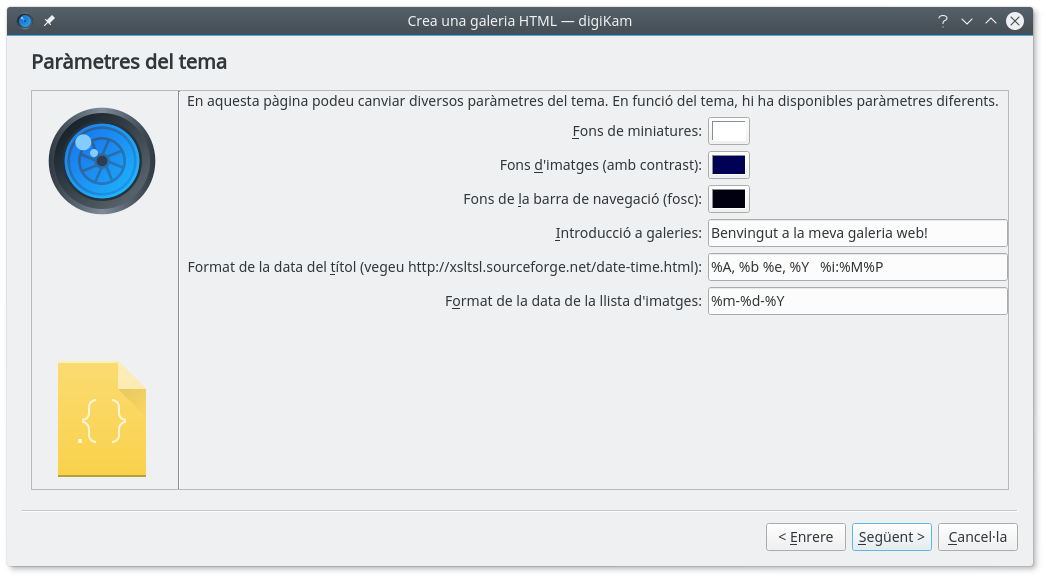 Crea una galeria HTML — digiKam
Paràmetres del tema
En aquesta pàgina podeu canviar diversos paràmetres del tema. En funció del tema, hi ha disponibles paràmetres diferents.
Fons de miniatures:
Fons d'imatges (amb contrast):
Fons de la barra de navegació (fosc):
Introducció a galeries: Benvingut a la meva galeria web!
Format de la data del títol (vegeu http://xsltsl.sourceforge.net/date-time.html): %A, %b %e, %Y   %i:%M%P
Format de la data de la llista d'imatges: %m-%d-%Y
.{}
< Enrere Següent > Cancel·la